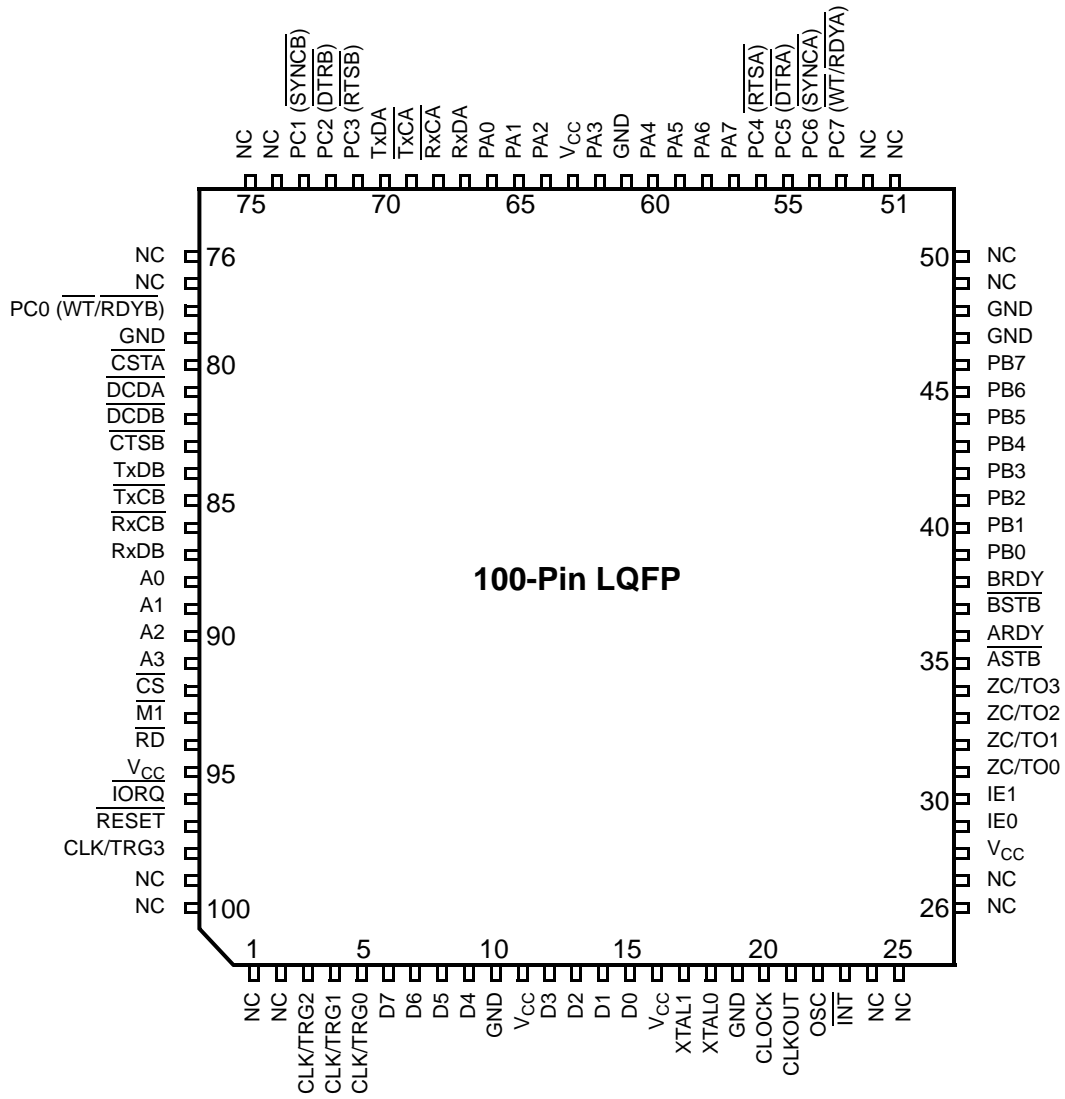 NC
NC
PC1 (SYNCB)
PC2 (DTRB)
PC3 (RTSB)
TxDA
TxCA
RxCA
RxDA
PA0
PA1
PA2
VCC
PA3
GND
PA4
PA5
PA6
PA7
PC4 (RTSA)
PC5 (DTRA)
PC6 (SYNCA)
PC7 (WT/RDYA)
NC
NC
75
70
65
60
55
51
NC
NC
PC0 (WT/RDYB)
GND
CSTA
DCDA
DCDB
CTSB
TxDB
TxCB
RxCB
RxDB
A0
A1
A2
A3
CS
M1
RD
VCC
IORQ
RESET
CLK/TRG3
NC
NC
76
80
85
90
95
100
100-Pin LQFP
50
45
40
35
30
26
NC
NC
GND
GND
PB7
PB6
PB5
PB4
PB3
PB2
PB1
PB0
BRDY
BSTB
ARDY
ASTB
ZC/TO3
ZC/TO2
ZC/TO1
ZC/TO0
IE1
IE0
VCC
NC
NC
1
5
10
15
20
25
NC
NC
CLK/TRG2
CLK/TRG1
CLK/TRG0
D7
D6
D5
D4
GND
VCC
D3
D2
D1
D0
VCC
XTAL1
XTAL0
GND
CLOCK
CLKOUT
OSC
INT
NC
NC